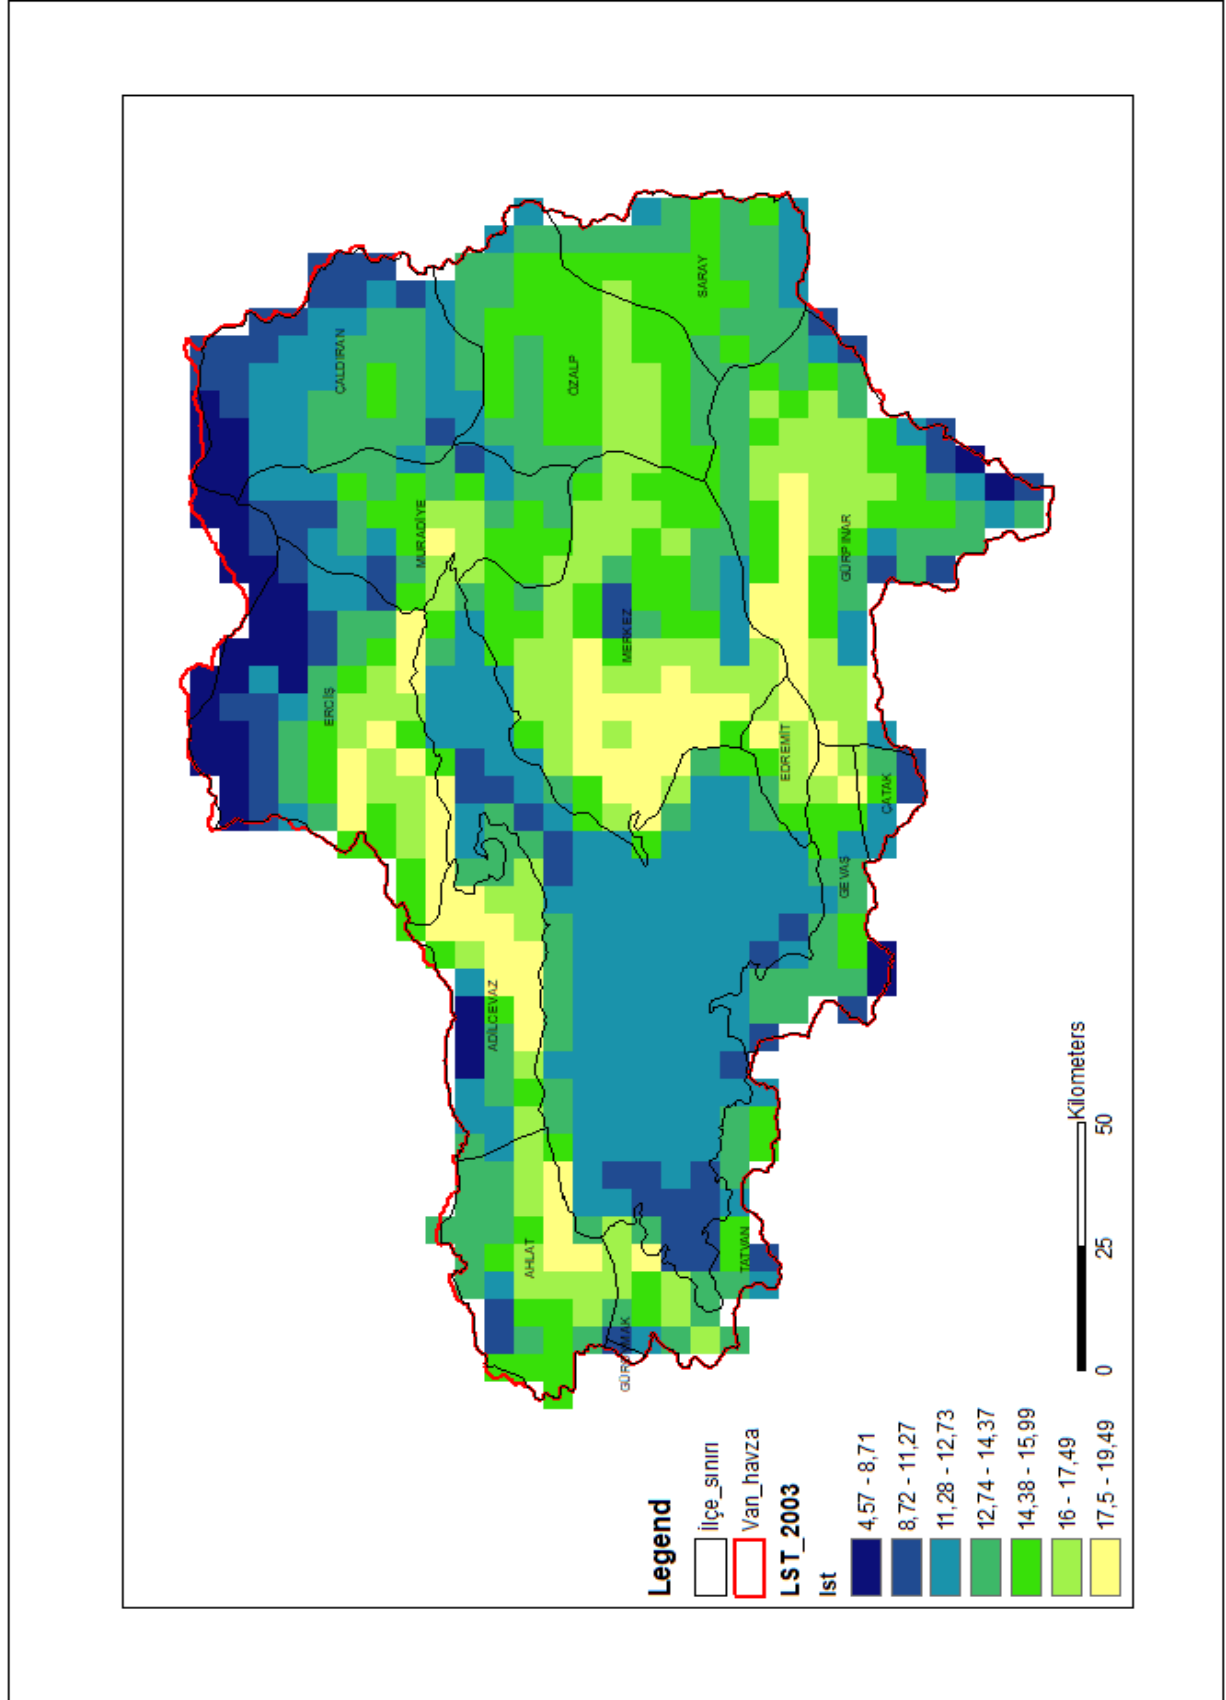 ERCİŞ
ÇALDIRAN
MURADİYE
ADİLCEVAZ
AHLAT
ÖZALP
MERKEZ
SARAY
TATVAN
EDREMİT
GEVAŞ
GÜRPINAR
ÇATAK
Legend
İlçe_sınırı
Van_havza
LST_2003
lst
4,57 - 8,71
8,72 - 11,27
11,28 - 12,73
12,74 - 14,37
14,38 - 15,99
16 - 17,49
17,5 - 19,49
Kilometers
0 25 50